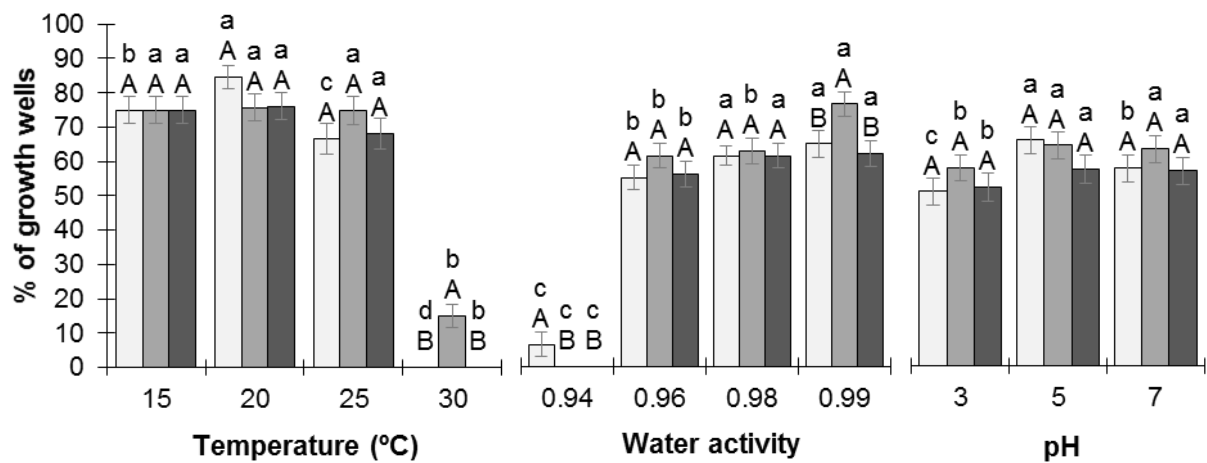 % of growth wells
100
90
80
70
60
50
40
30
20
10
0
b a a
A A A
a a a
A A A
c a a
A A A
d b b
B A B
c c c
A B B
b b b
A A A
a b a
A A A
a a a
B A B
c b b
A A A
a a a
A A A
b a a
A A A
15 20 25 30 0.94 0.96 0.98 0.99 3 5 7
Temperature (ºC) Water activity pH